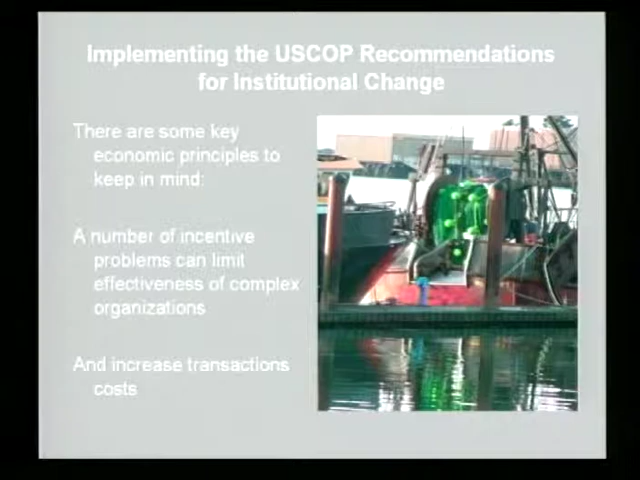 Implementing the USCOP Recommendations
for Institutional Change
There are some key
economic principles to
keep in mind:
A number of incentive
problems can limit
effectiveness of complex
organizations
And increase transactions
costs